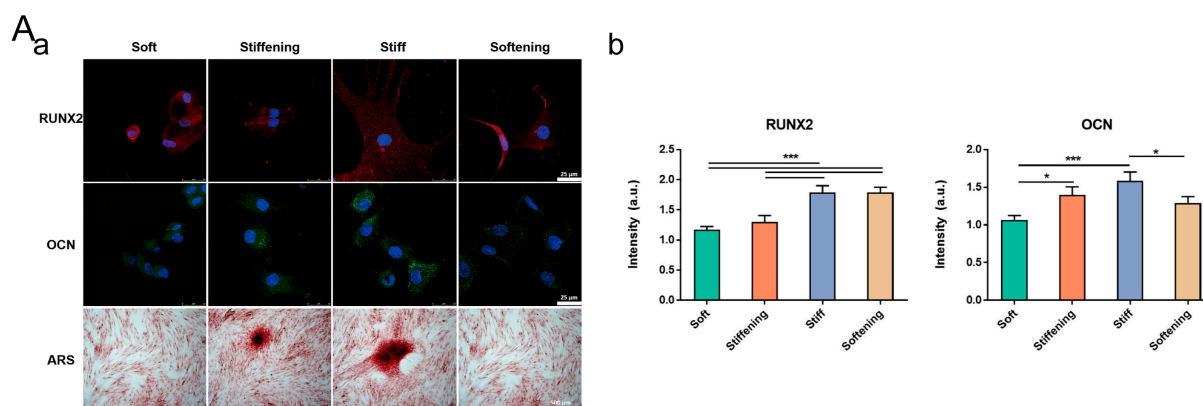 A
a
Soft Stiffening Stiff Softening
RUNX2
25 μm
OCN
25 μm
ARS
500 μm
b
RUNX2
Intensity (a.u.)
2.0
1.5
1.0
0.5
0.0
***
Soft
Stiffening
Stiff
Softening
OCN
Intensity (a.u.)
2.0
1.5
1.0
0.5
0.0
***
*
*
Soft
Stiffening
Stiff
Softening